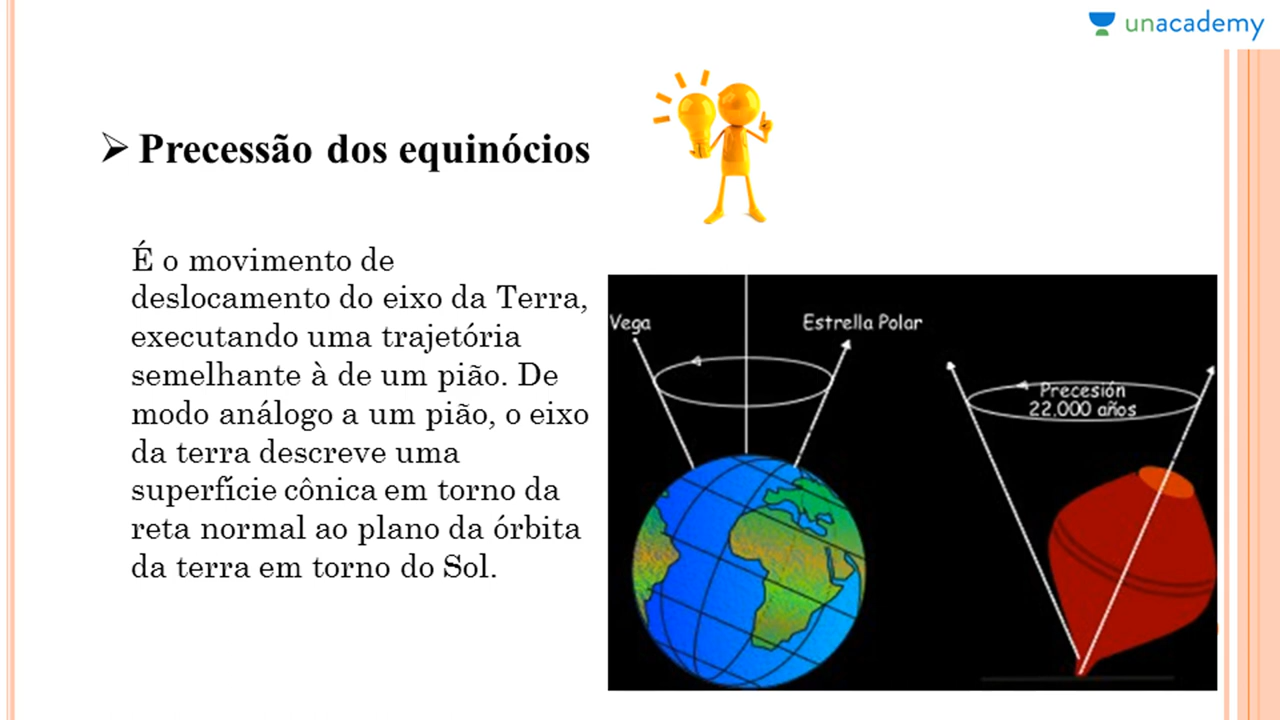 unacademy
Precessão dos equinócios
É o movimento de
deslocamento do eixo da Terra,
executando uma trajetória
semelhante à de um pião. De
modo análogo a um pião, o eixo
da terra descreve uma
superfície cônica em torno da
reta normal ao plano da órbita
da terra em torno do Sol.
Vega
Estrella Polar
Precesión
22.000 años